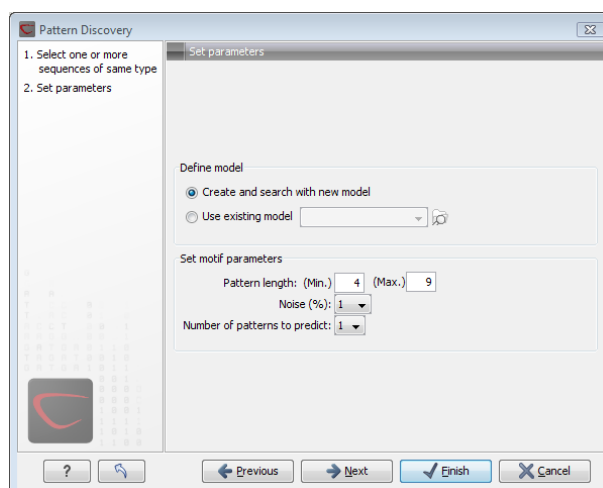 Pattern Discovery
1. Select one or more
sequences of same type
2. Set parameters
Set parameters
Define model
Create and search with new model
Use existing model
Set motif parameters
Pattern length: (Min.) 4 (Max.) 9
Noise (%): 1
Number of patterns to predict: 1
? Previous Next Finish Cancel